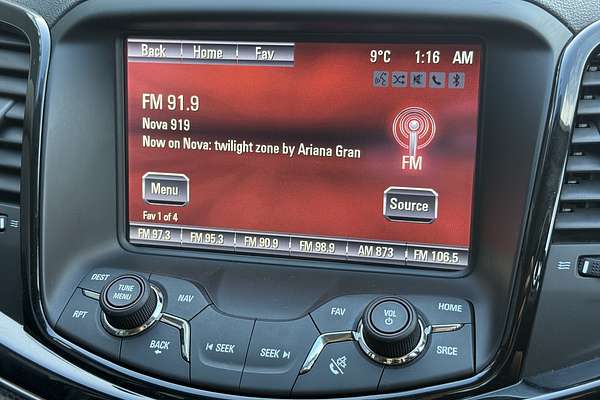 Back Home Fav 9°C 1:16 AM
FM 91.9
Nova 919
Now on Nova: twilight zone by Ariana Gran
FM
Menu
Source
Fav 1 of 4
FM 97.3 FM 95.3 FM 90.9 FM 98.9 AM 873 FM 106.5
DEST NAV FAV HOME
TUNE
MENU
VOL
RPT BACK SEEK SEEK SRCE